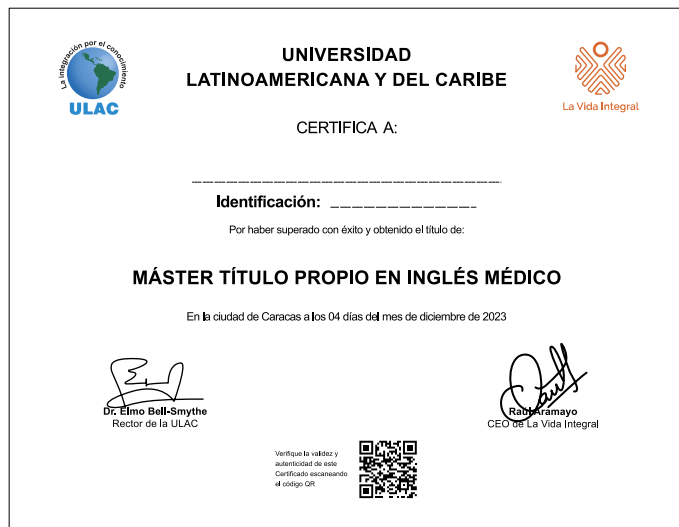 La integración por el conocimiento
ULAC
UNIVERSIDAD
LATINOAMERICANA Y DEL CARIBE
La Vida Integral
CERTIFICA A:
Identificación:
Por haber superado con éxito y obtenido el título de:
MÁSTER TÍTULO PROPIO EN INGLÉS MÉDICO
En la ciudad de Caracas a los 04 días del mes de diciembre de 2023
Dr. Elmo Bell-Smythe
Rector de la ULAC
Raúl Aramayo
CEO de La Vida Integral
Verifique la validez y
autenticidad de este
Certificado escaneando
el código QR